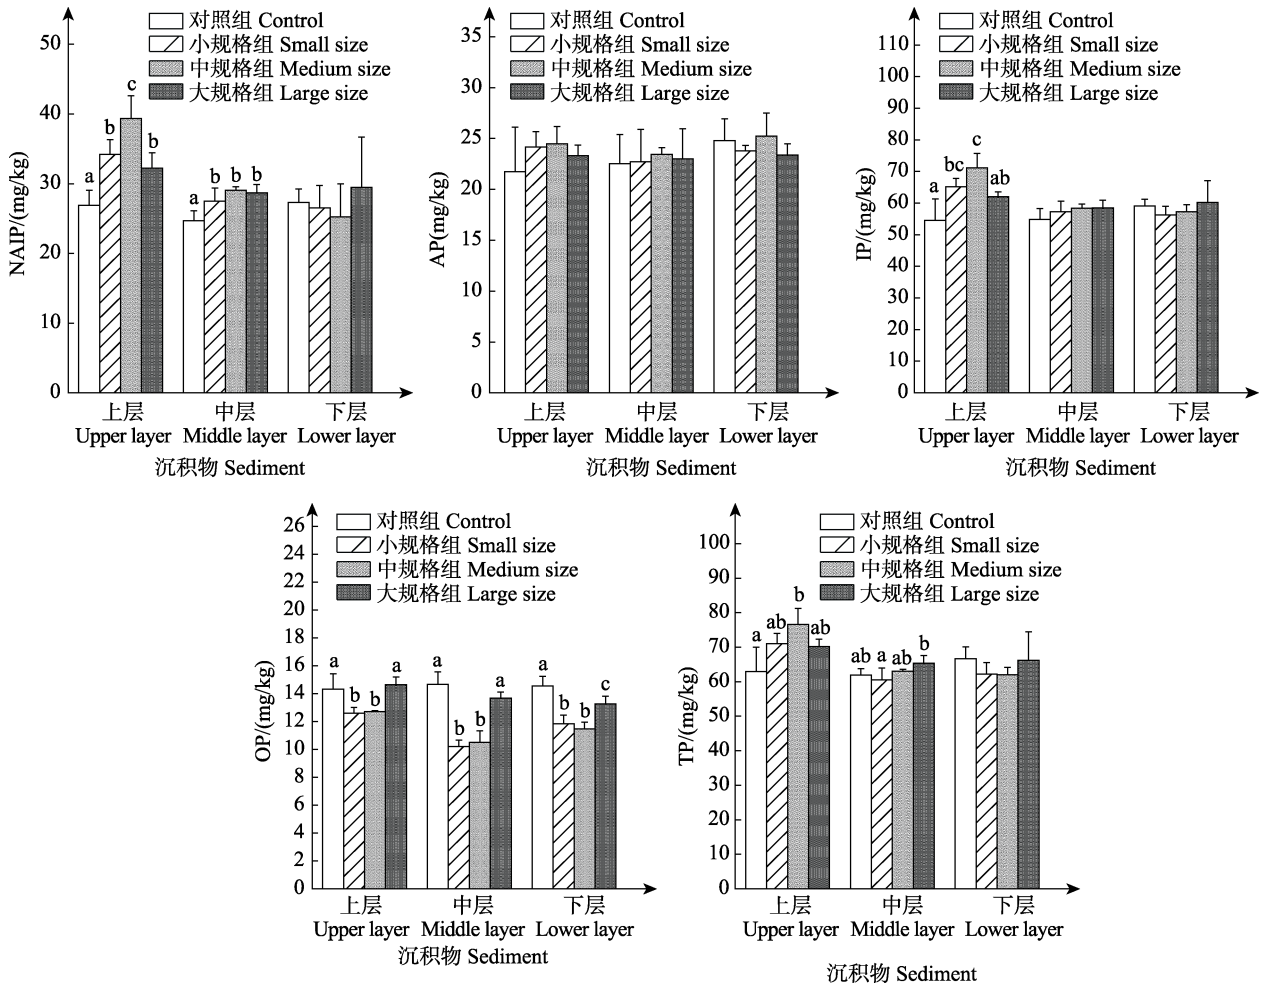 NAIP/(mg/kg)
50
40
30
20
10
0
对照组 Control
小规格组 Small size
中规格组 Medium size
大规格组 Large size
a
b
c
b
a
b
b
b
上层
中层
下层
Upper layer
Middle layer
Lower layer
沉积物 Sediment
AP(mg/kg)
35
30
25
20
15
10
5
0
对照组 Control
小规格组 Small size
中规格组 Medium size
大规格组 Large size
上层
中层
下层
Upper layer
Middle layer
Lower layer
沉积物 Sediment
IP/(mg/kg)
110
100
90
80
70
60
50
40
30
20
10
0
对照组 Control
小规格组 Small size
中规格组 Medium size
大规格组 Large size
a
bc
c
ab
上层
中层
下层
Upper layer
Middle layer
Lower layer
沉积物 Sediment
OP/(mg/kg)
26
24
22
20
18
16
14
12
10
8
6
4
2
0
对照组 Control
小规格组 Small size
中规格组 Medium size
大规格组 Large size
a
b
b
a
a
b
b
a
a
b
b
c
上层
中层
下层
Upper layer
Middle layer
Lower layer
沉积物 Sediment
TP/(mg/kg)
100
90
80
70
60
50
40
30
20
10
0
对照组 Control
小规格组 Small size
中规格组 Medium size
大规格组 Large size
a
ab
b
ab
ab
a
ab
b
上层
中层
下层
Upper layer
Middle layer
Lower layer
沉积物 Sediment